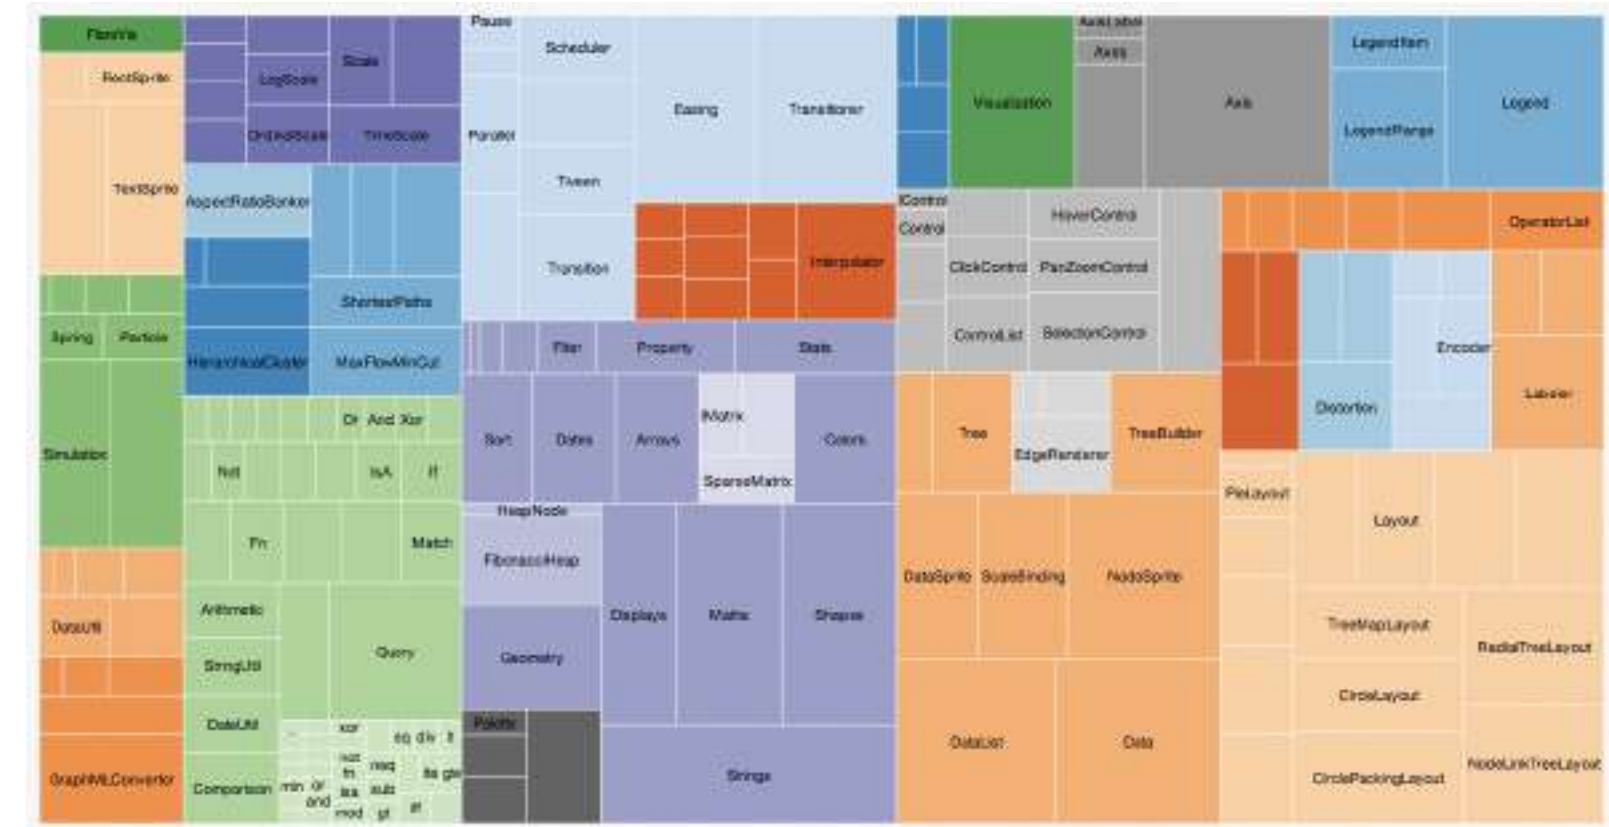 FlareVis
RectSprite
TextSprite
Spring
Particle
Simulation
DataUtil
GraphMLConverter
Scale
LogScale
OrdinalScale
TimeScale
AspectRatioBanker
ShortestPaths
HierarchicalCluster
MaxFlowMinCut
Or And Xor
Not
IsA
If
Fn
Match
Arithmetic
StringUtil
Query
DateUtil
Comparison
xor
eq div lt
not
fn
neq
lte gte
min or
isa
sub
and
mod
gt
Pause
Scheduler
Easing
Transitioner
Parallel
Tween
Transition
Interpolator
Filter
Property
Stats
Sort
Dates
Arrays
IMatrix
Colors
SparseMatrix
HeapNode
FibonacciHeap
Displays
Maths
Shapes
Geometry
Palette
Strings
Visualization
AxisLabel
Axes
Axis
LegendItem
LegendRange
Legend
IControl
Control
HoverControl
ClickControl
PanZoomControl
ControlList
SelectionControl
OperatorList
Encoder
Distortion
Labeler
Tree
EdgeRenderer
TreeBuilder
DataSprite
ScaleBinding
NodeSprite
DataList
Data
PieLayout
Layout
TreeMapLayout
RadialTreeLayout
CircleLayout
NodeLinkTreeLayout
CirclePackingLayout